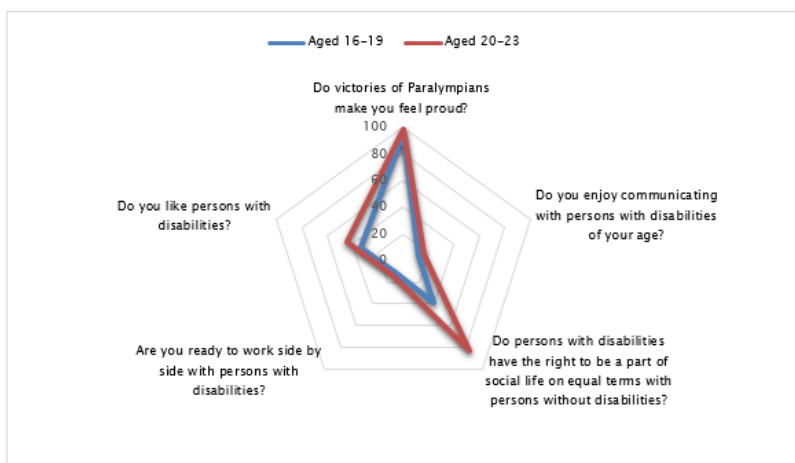 Aged 16-19 Aged 20-23
Do victories of Paralympians
make you feel proud?
100
80
60
40
20
0
Do you enjoy communicating
with persons with disabilities
of your age?
Do persons with disabilities
have the right to be a part of
social life on equal terms with
persons without disabilities?
Are you ready to work side by
side with persons with
disabilities?
Do you like persons with
disabilities?